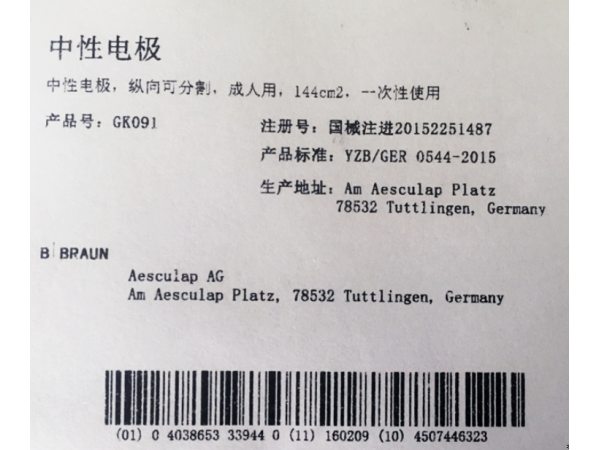 中性电极
中性电极，纵向可分割，成人用，144cm2，一次性使用
产品号：GK091
注册号：国械注进20152251487
产品标准：YZB/GER 0544-2015
生产地址：Am Aesculap Platz
78532 Tuttlingen, Germany
B BRAUN
Aesculap AG
Am Aesculap Platz, 78532 Tuttlingen, Germany
(01) 0 4038653 33944 0 (11) 160209 (10) 4507446323